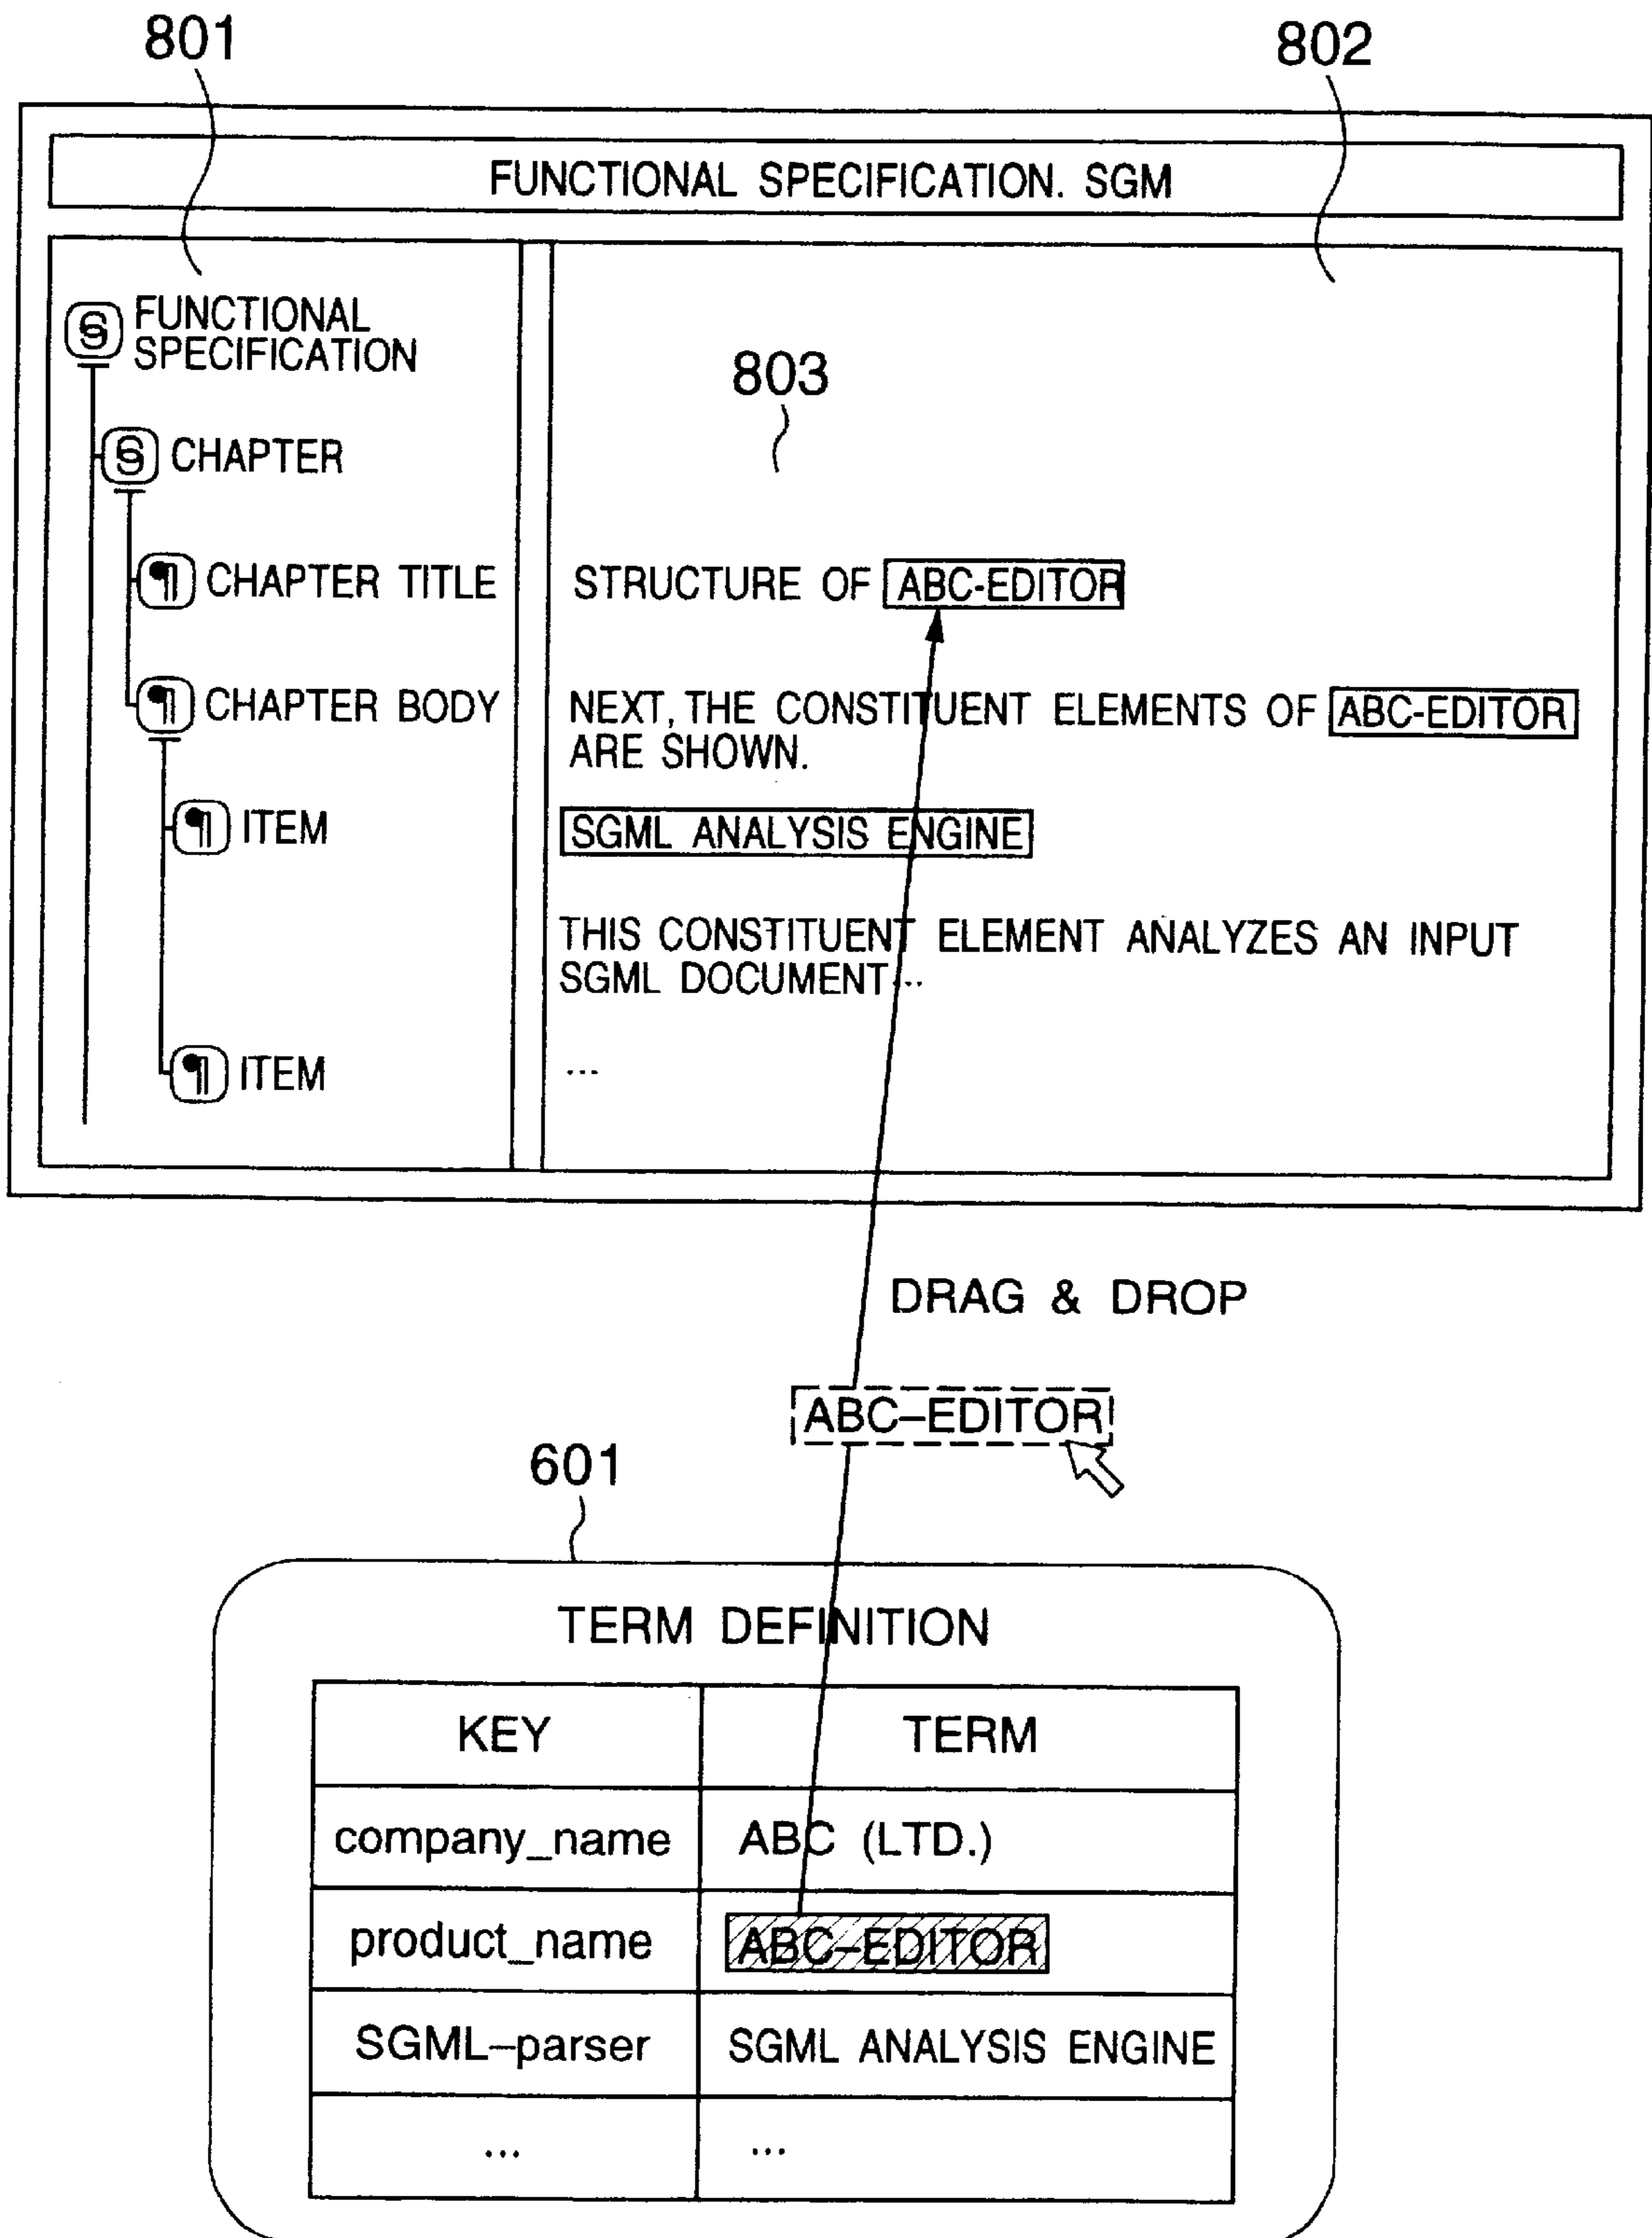 801
802
FUNCTIONAL SPECIFICATION. SGM
FUNCTIONAL
SPECIFICATION
803
CHAPTER
CHAPTER TITLE
STRUCTURE OF ABC-EDITOR
CHAPTER BODY
NEXT, THE CONSTITUENT ELEMENTS OF ABC-EDITOR
ARE SHOWN.
ITEM
SGML ANALYSIS ENGINE
THIS CONSTITUENT ELEMENT ANALYZES AN INPUT
SGML DOCUMENT ...
ITEM
...
DRAG & DROP
ABC–EDITOR
601
TERM DEFINITION
KEY
TERM
company_name
ABC (LTD.)
product_name
ABC–EDITOR
SGML–parser
SGML ANALYSIS ENGINE
...
...